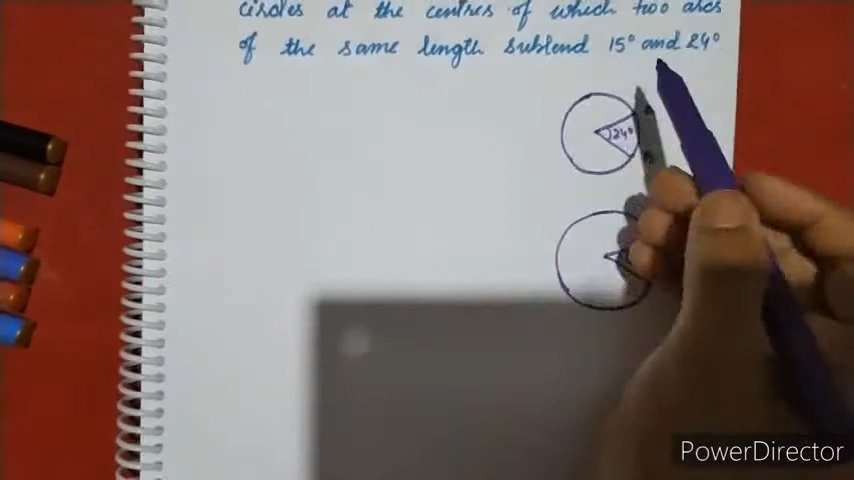 circles at the centres of which two arcs
of the same length subtend 15° and 24°
24°
PowerDirector